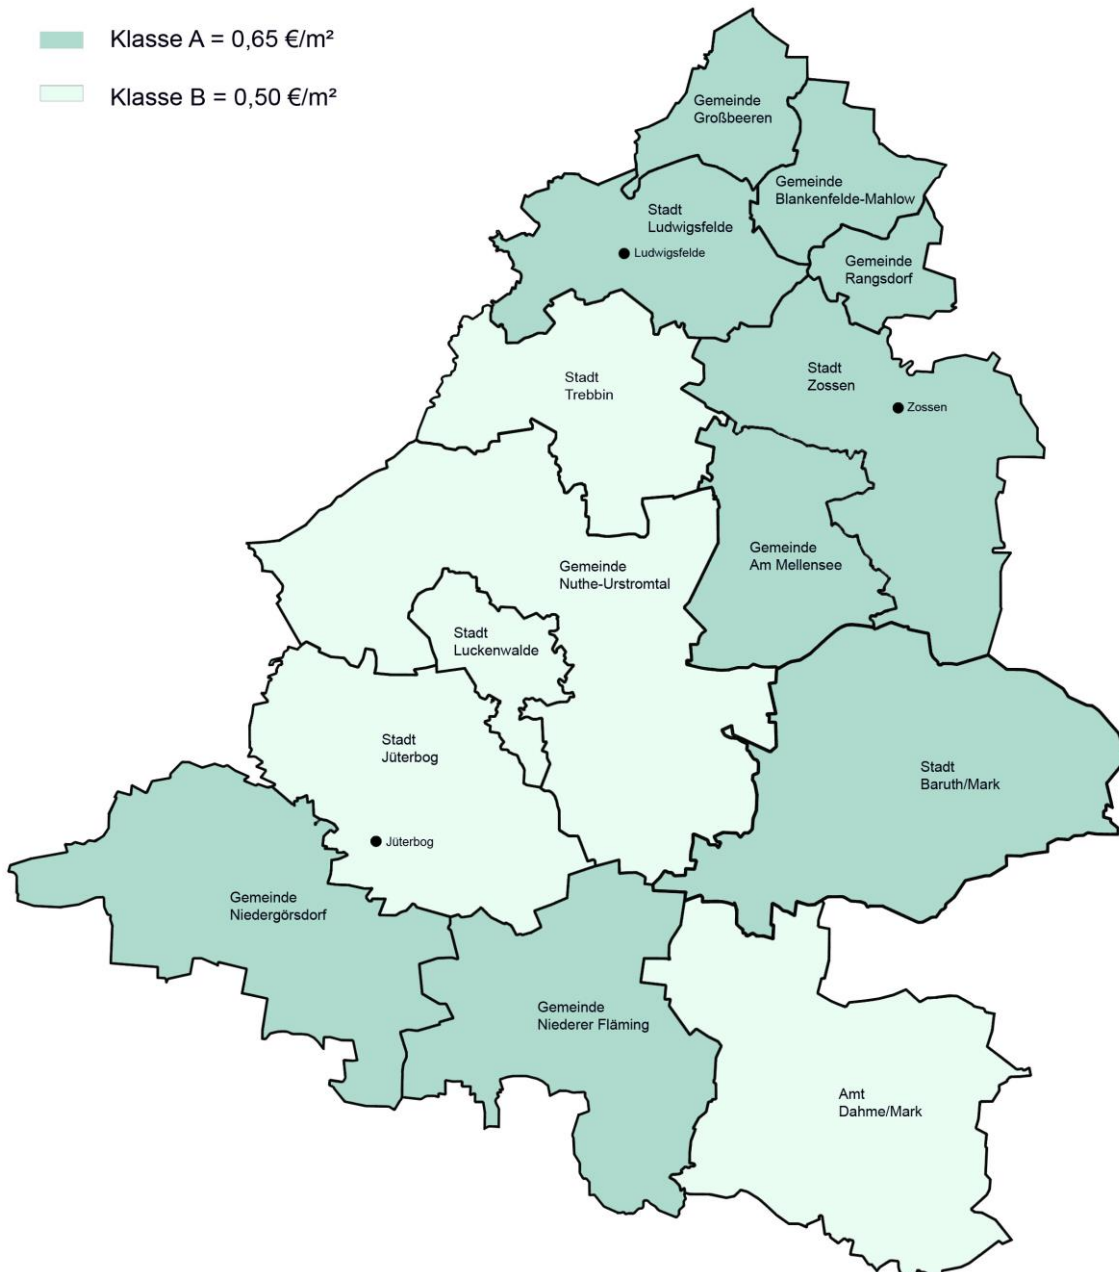 Klasse A = 0,65 €/m²
Klasse B = 0,50 €/m²
Gemeinde
Großbeeren
Gemeinde
Blankenfelde-Mahlow
Stadt
Ludwigsfelde
Ludwigsfelde
Gemeinde
Rangsdorf
Stadt
Trebbin
Stadt
Zossen
Zossen
Gemeinde
Am Mellensee
Gemeinde
Nuthe-Urstromtal
Stadt
Luckenwalde
Stadt
Jüterbog
Jüterbog
Stadt
Baruth/Mark
Gemeinde
Niedergörsdorf
Gemeinde
Niederer Fläming
Amt
Dahme/Mark